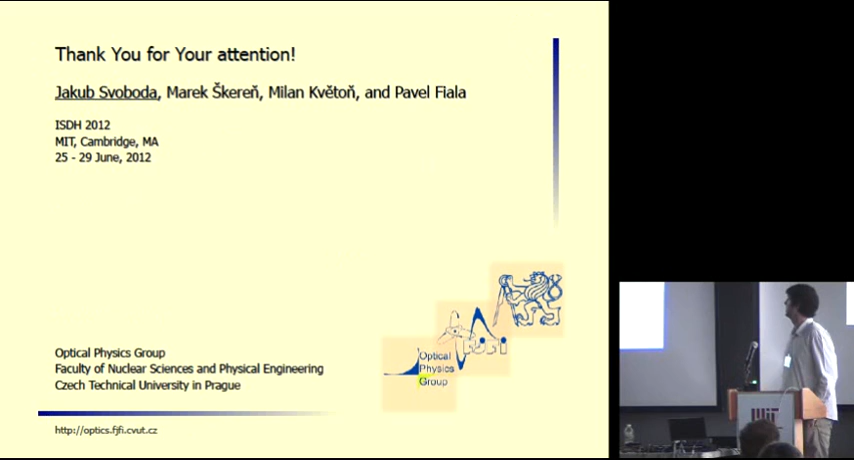 Thank You for Your attention!
Jakub Svoboda, Marek Škereň, Milan Květoň, and Pavel Fiala
ISDH 2012
MIT, Cambridge, MA
25 - 29 June, 2012
FJFI
Optical
Physics
Group
Optical Physics Group
Faculty of Nuclear Sciences and Physical Engineering
Czech Technical University in Prague
http://optics.fjfi.cvut.cz
MIT